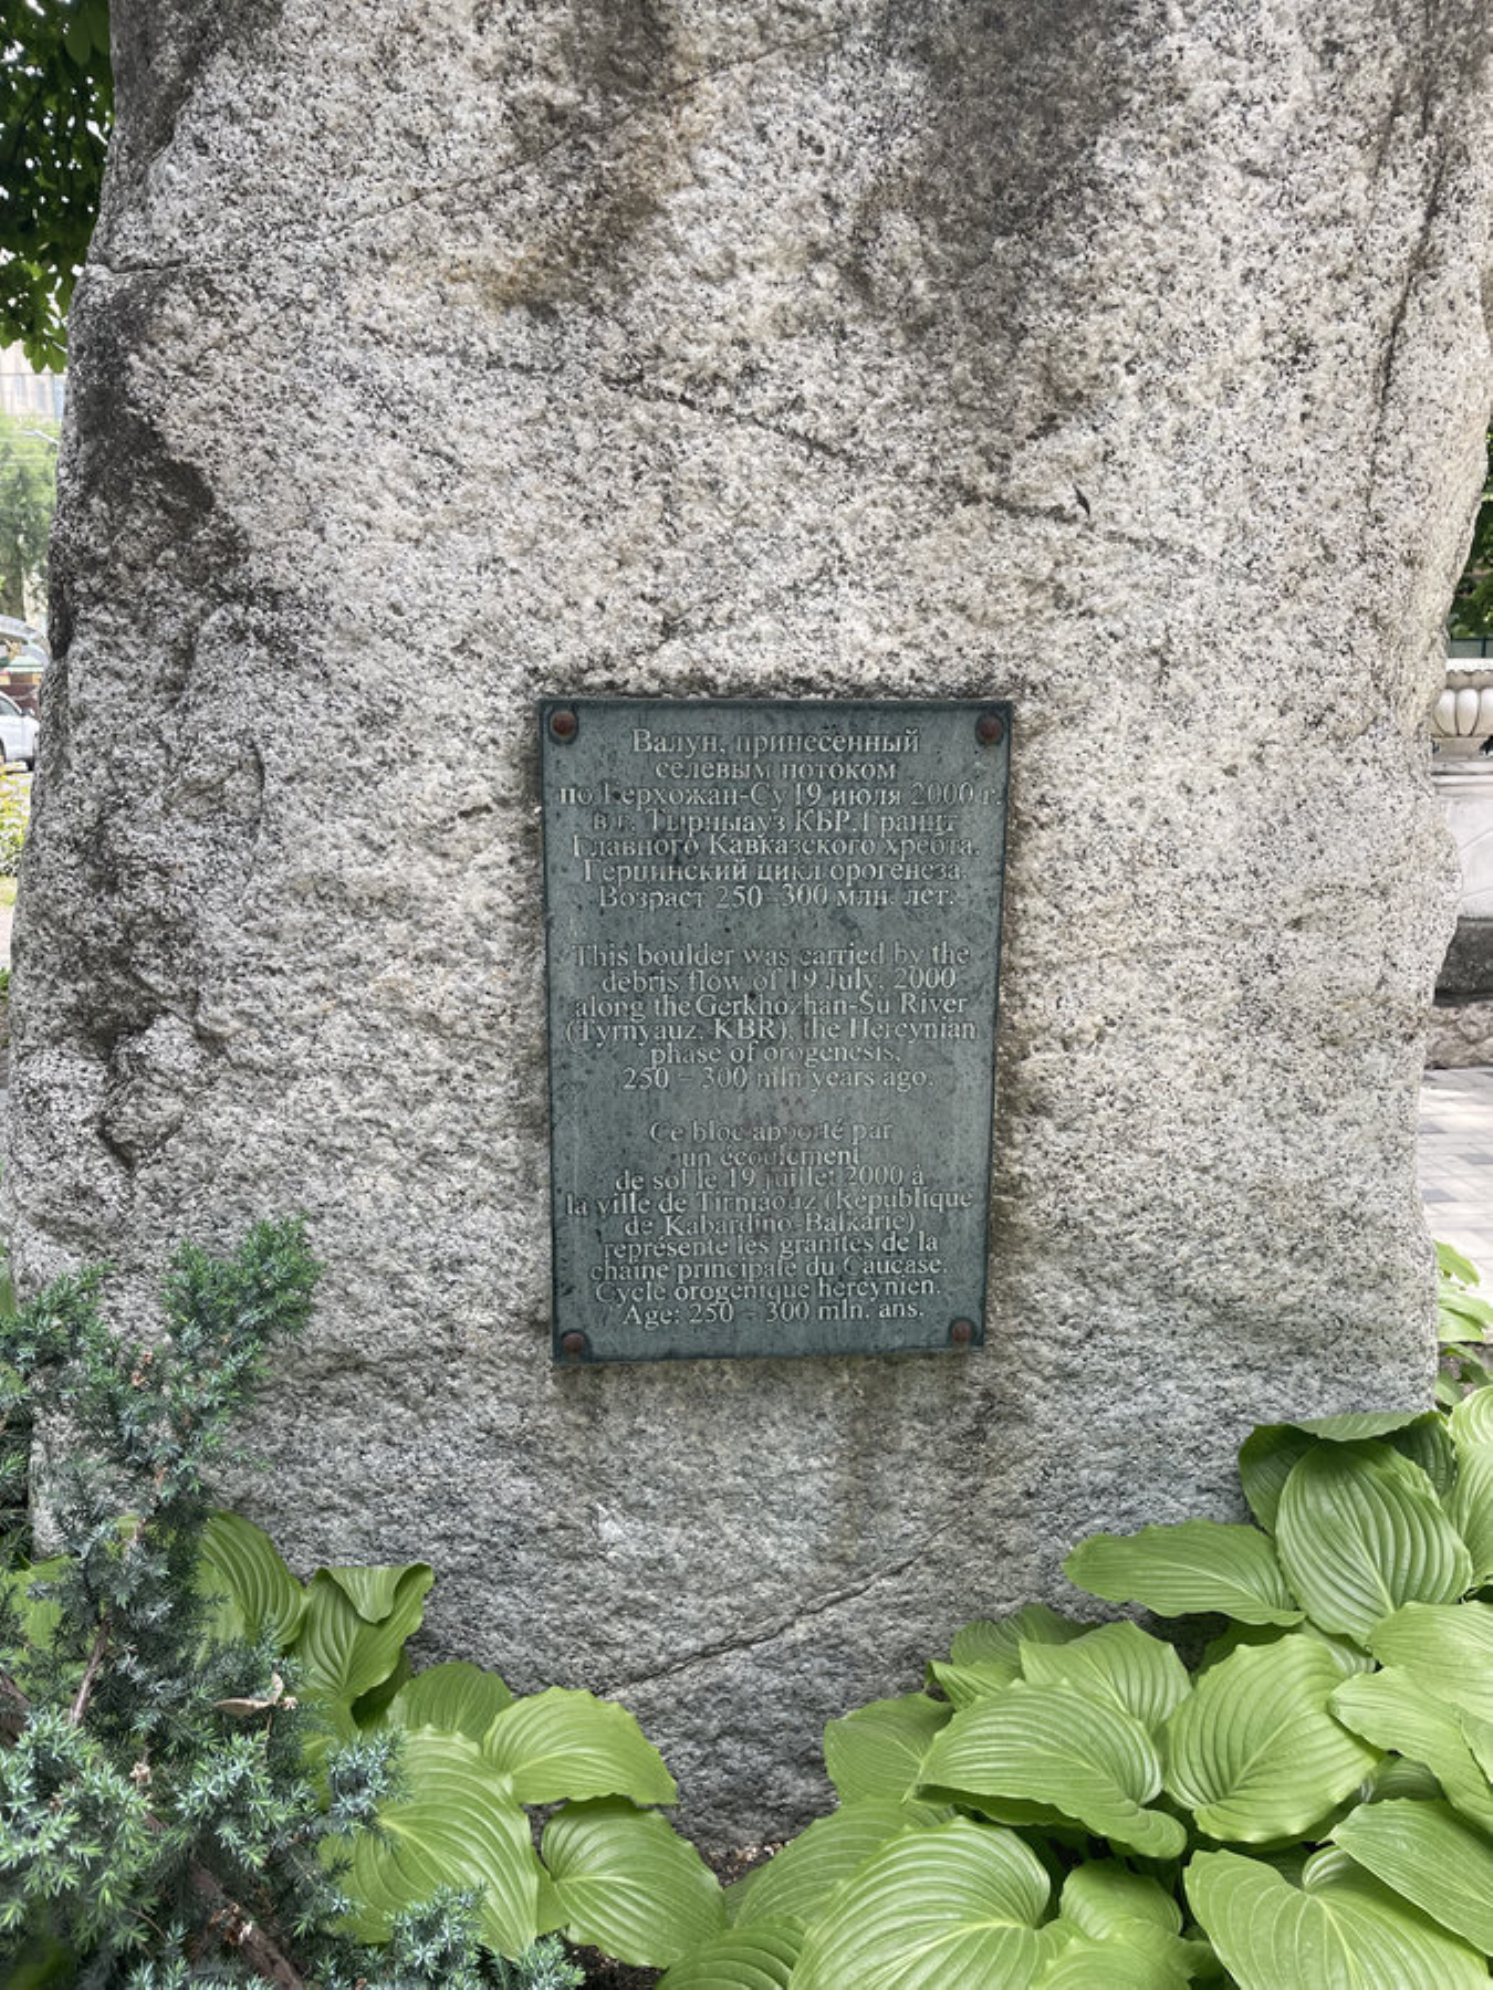 Валун, принесенный
селевым потоком
по Герхожан-Су 19 июля 2000 г.
в г. Тырныауз КБР. Гранит
Главного Кавказского хребта.
Герцинский цикл орогенеза.
Возраст 250 – 300 млн. лет.
This boulder was carried by the
debris flow of 19 July, 2000
along the Gerkhozhan-Su River
(Tyrnyauz, KBR), the Hercynian
phase of orogenesis,
250 – 300 mln years ago.
Ce bloc apporté par
un écoulement
de sol le 19 juillet 2000 á
la ville de Tirniaouz (Republique
de Kabardino-Balkarie)
représente les granites de la
chaine principale du Caucase.
Cycle orogenique hercynien.
Age: 250 – 300 mln. ans.